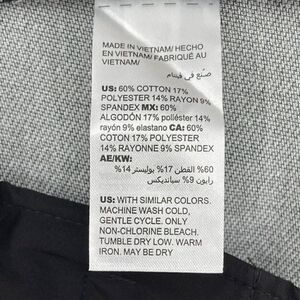 MADE IN VIETNAM/ HECHO
EN VIETNAM/ FABRIQUÉ AU
VIETNAM/
صنع في فيتنام
US: 60% COTTON 17%
POLYESTER 14% RAYON 9%
SPANDEX MX: 60%
ALGODÓN 17% poliéster 14%
rayón 9% elastano CA: 60%
COTON 17% POLYESTER
14% RAYONNE 9% SPANDEX
AE/KW:
60% القطن 17% بوليستر 14%
رايون 9% سباندیکس
US: WITH SIMILAR COLORS.
MACHINE WASH COLD,
GENTLE CYCLE. ONLY
NON-CHLORINE BLEACH.
TUMBLE DRY LOW. WARM
IRON. MAY BE DRY